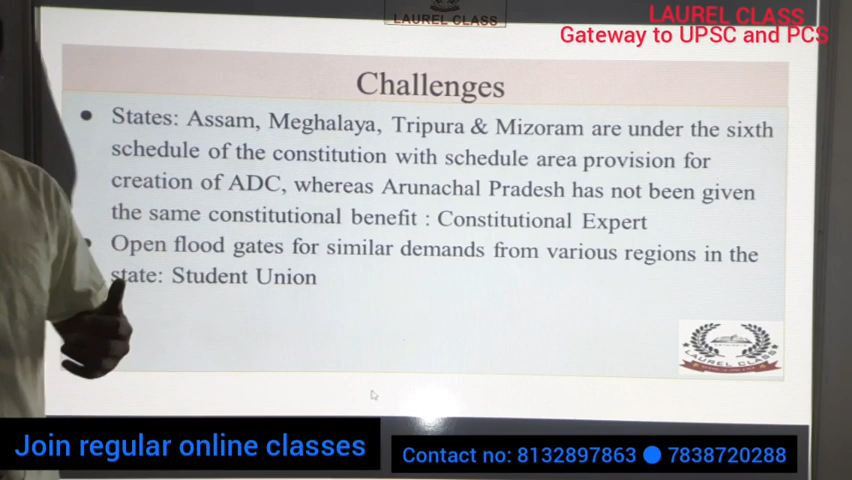 LAUREL CLASS
LAUREL CLASS
Gateway to UPSC and PCS
Challenges
States: Assam, Meghalaya, Tripura & Mizoram are under the sixth
schedule of the constitution with schedule area provision for
creation of ADC, whereas Arunachal Pradesh has not been given
the same constitutional benefit : Constitutional Expert
Open flood gates for similar demands from various regions in the
state: Student Union
LAUREL CLASS
Join regular online classes
Contact no: 8132897863 🔵 7838720288